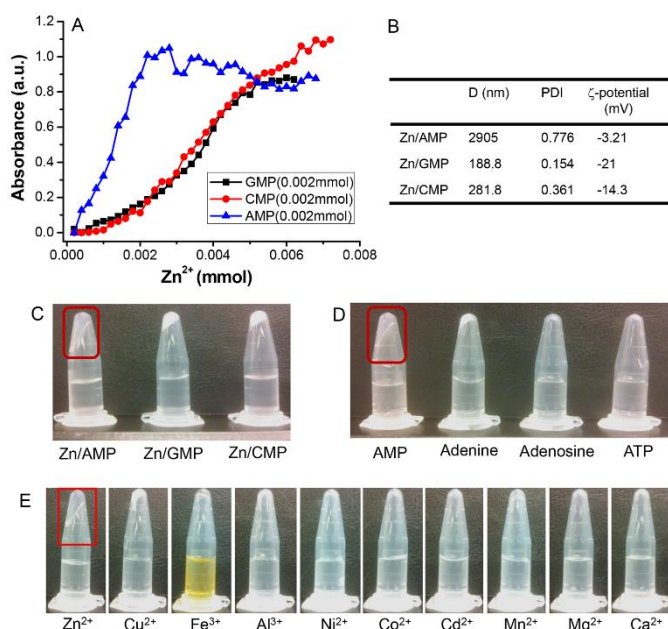 A
Absorbance (a.u.)
1.2
1.0
0.8
0.6
0.4
0.2
0.0
GMP(0.002mmol)
CMP(0.002mmol)
AMP(0.002mmol)
0.000 0.002 0.004 0.006 0.008
Zn²⁺ (mmol)
B
D (nm) PDI ζ-potential
(mV)
Zn/AMP 2905 0.776 -3.21
Zn/GMP 188.8 0.154 -21
Zn/CMP 281.8 0.361 -14.3
C
Zn/AMP Zn/GMP Zn/CMP
D
AMP Adenine Adenosine ATP
E
Zn²⁺ Cu²⁺ Fe³⁺ Al³⁺ Ni²⁺ Co²⁺ Cd²⁺ Mn²⁺ Mg²⁺ Ca²⁺